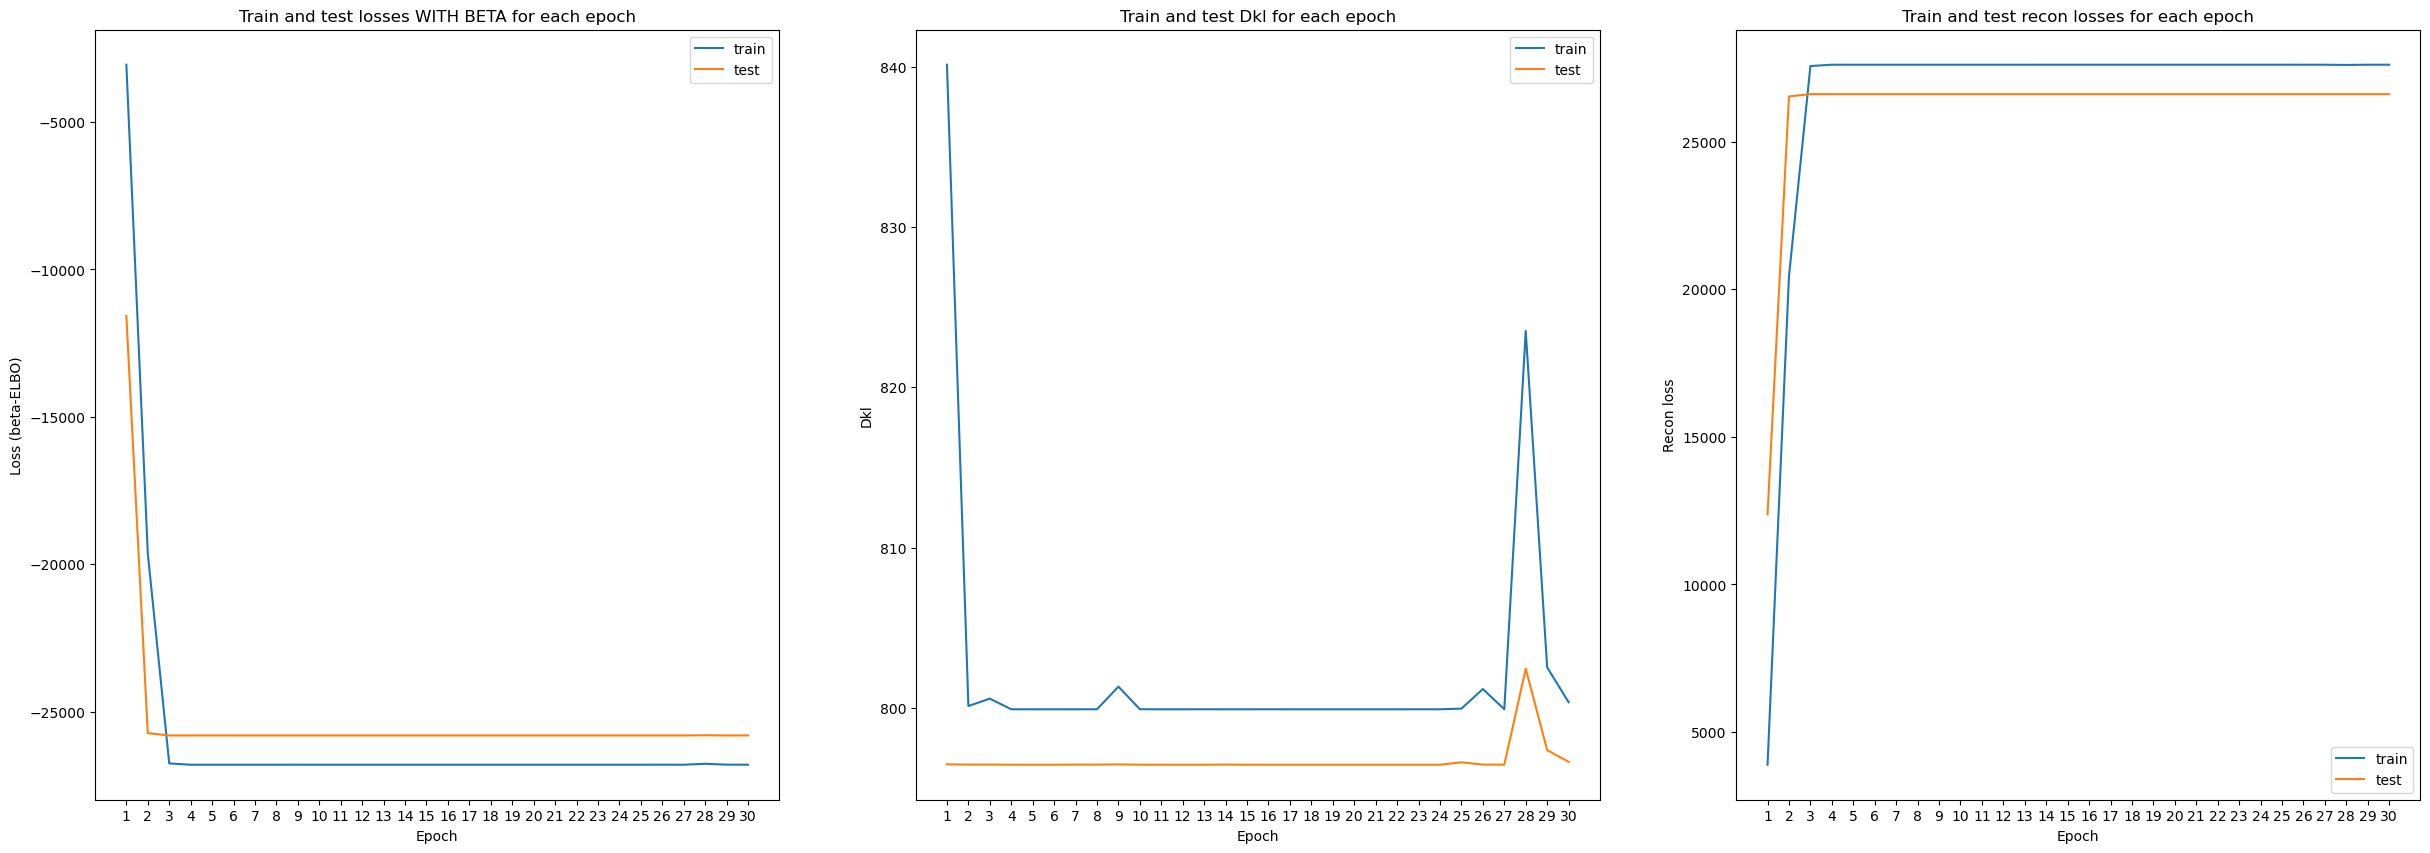 Train and test losses WITH BETA for each epoch
train
test
−5000
−10000
−15000
−20000
−25000
Loss (beta-ELBO)
1 2 3 4 5 6 7 8 9 10 11 12 13 14 15 16 17 18 19 20 21 22 23 24 25 26 27 28 29 30
Epoch
Train and test Dkl for each epoch
train
test
840
830
820
810
800
Dkl
1 2 3 4 5 6 7 8 9 10 11 12 13 14 15 16 17 18 19 20 21 22 23 24 25 26 27 28 29 30
Epoch
Train and test recon losses for each epoch
25000
20000
15000
10000
5000
Recon loss
train
test
1 2 3 4 5 6 7 8 9 10 11 12 13 14 15 16 17 18 19 20 21 22 23 24 25 26 27 28 29 30
Epoch